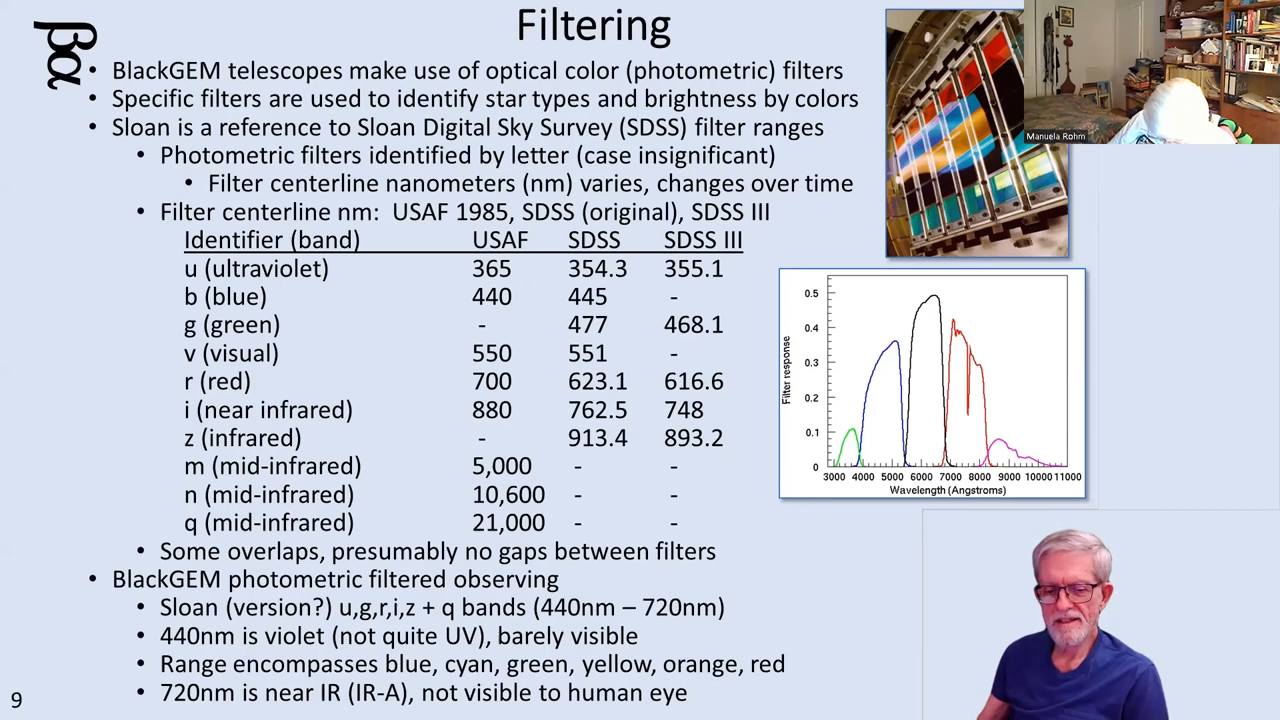 Filtering
βα
• BlackGEM telescopes make use of optical color (photometric) filters
• Specific filters are used to identify star types and brightness by colors
• Sloan is a reference to Sloan Digital Sky Survey (SDSS) filter ranges
• Photometric filters identified by letter (case insignificant)
• Filter centerline nanometers (nm) varies, changes over time
• Filter centerline nm: USAF 1985, SDSS (original), SDSS III
Identifier (band) USAF SDSS SDSS III
u (ultraviolet) 365 354.3 355.1
b (blue) 440 445 -
g (green) - 477 468.1
v (visual) 550 551 -
r (red) 700 623.1 616.6
i (near infrared) 880 762.5 748
z (infrared) - 913.4 893.2
m (mid-infrared) 5,000 - -
n (mid-infrared) 10,600 - -
q (mid-infrared) 21,000 - -
• Some overlaps, presumably no gaps between filters
• BlackGEM photometric filtered observing
• Sloan (version?) u,g,r,i,z + q bands (440nm – 720nm)
• 440nm is violet (not quite UV), barely visible
• Range encompasses blue, cyan, green, yellow, orange, red
• 720nm is near IR (IR-A), not visible to human eye
9
Manuela Rohm
Filter response
0.5
0.4
0.3
0.2
0.1
0
3000 4000 5000 6000 7000 8000 9000 10000 11000
Wavelength (Angstroms)